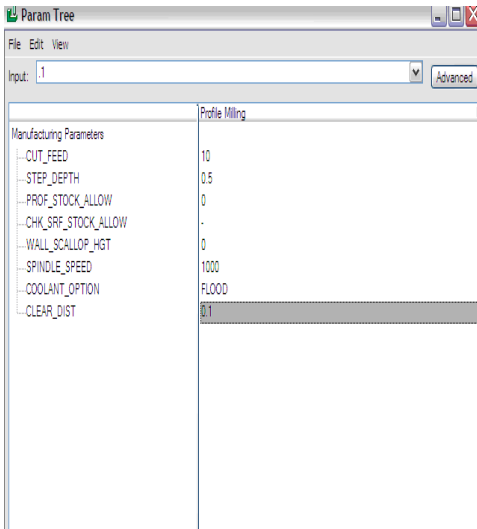 Param Tree
File Edit View
Input: .1 Advanced
Profile Milling
Manufacturing Parameters
CUT_FEED 10
STEP_DEPTH 0.5
PROF_STOCK_ALLOW 0
CHK_SRF_STOCK_ALLOW -
WALL_SCALLOP_HGT 0
SPINDLE_SPEED 1000
COOLANT_OPTION FLOOD
CLEAR_DIST 0.1